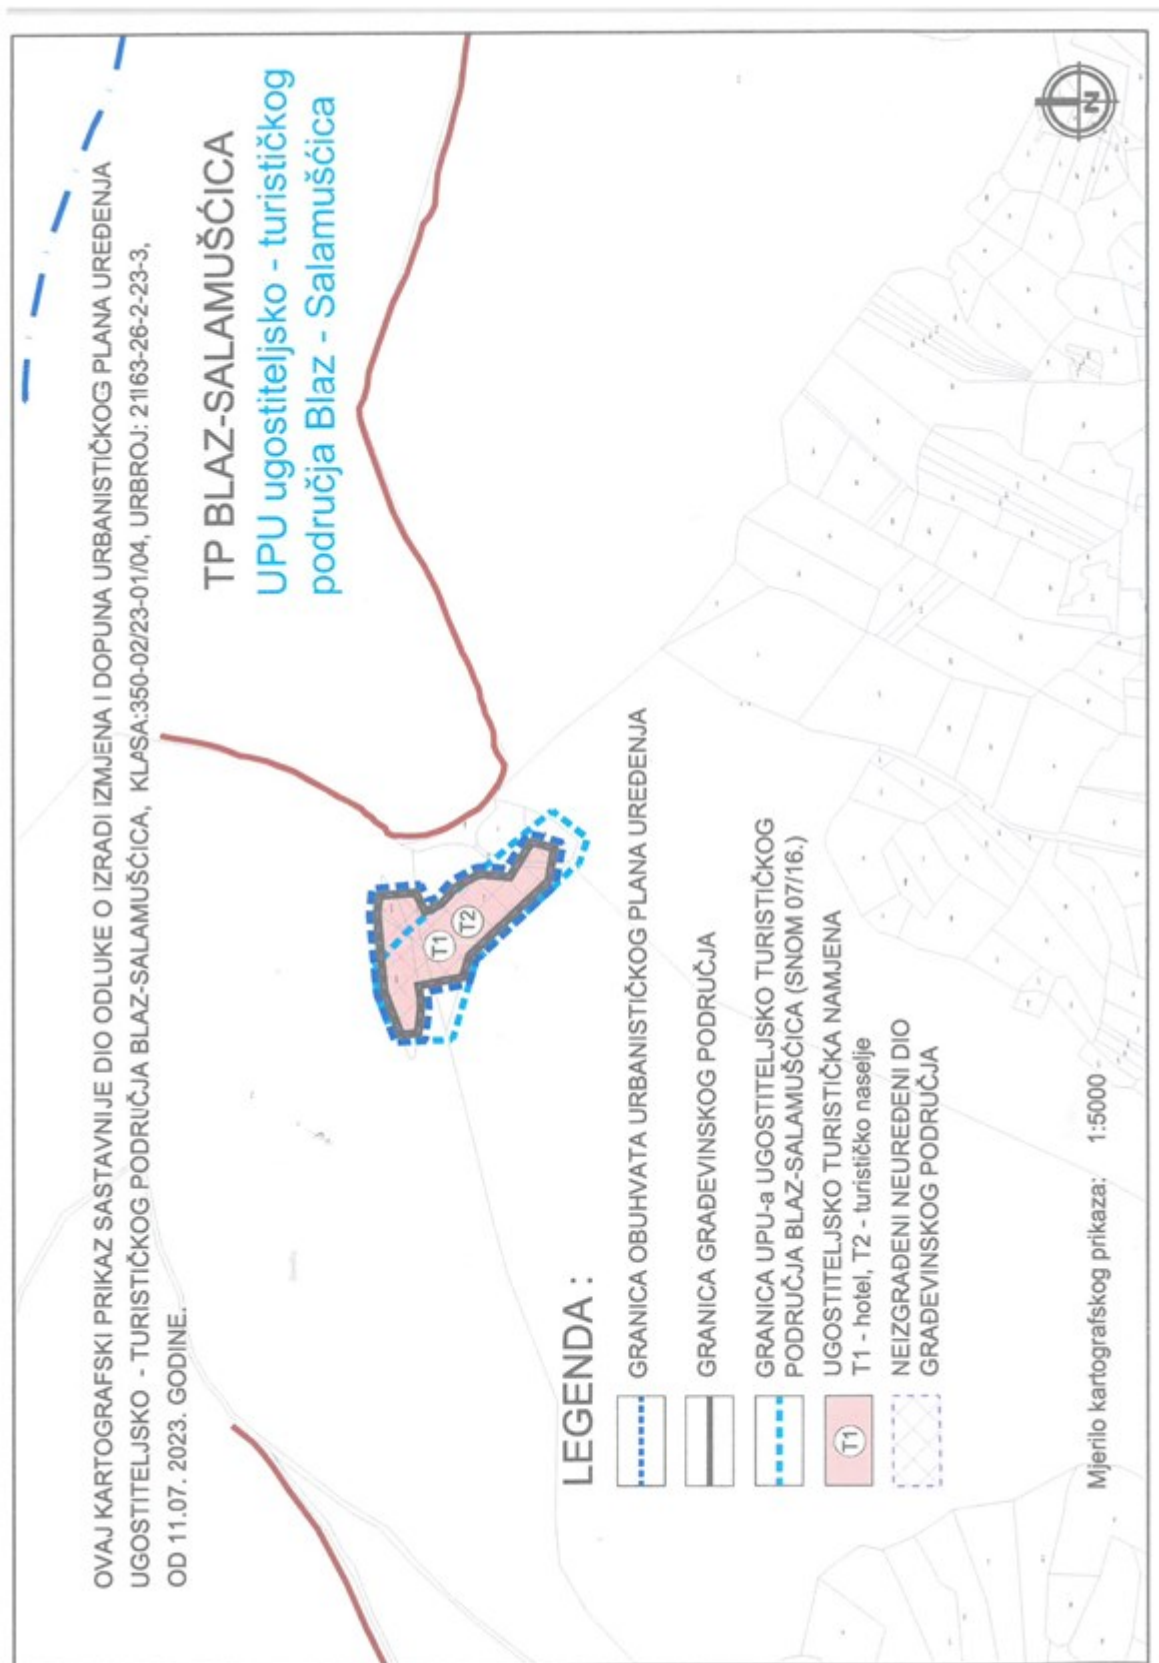 OVAJ KARTOGRAFSKI PRIKAZ SASTAVNIJE DIO ODLUKE O IZRADI IZMJENA I DOPUNA URBANISTIČKOG PLANA UREĐENJA
UGOSTITELJSKO - TURISTIČKOG PODRUČJA BLAZ-SALAMUŠČICA, KLASA:350-02/23-01/04, URBROJ: 21163-26-2-23-3,
OD 11.07. 2023. GODINE.
TP BLAZ-SALAMUŠĆICA
UPU ugostiteljsko - turističkog
područja Blaz - Salamušćica
T1
T2
LEGENDA :
GRANICA OBUHVATA URBANISTIČKOG PLANA UREĐENJA
GRANICA GRAĐEVINSKOG PODRUČJA
GRANICA UPU-a UGOSTITELJSKO TURISTIČKOG
PODRUČJA BLAZ-SALAMUŠĆICA (SNOM 07/16.)
T1
UGOSTITELJSKO TURISTIČKA NAMJENA
T1 - hotel, T2 - turističko naselje
NEIZGRAĐENI NEUREĐENI DIO
GRAĐEVINSKOG PODRUČJA
Mjerilo kartografskog prikaza: 1:5000
N